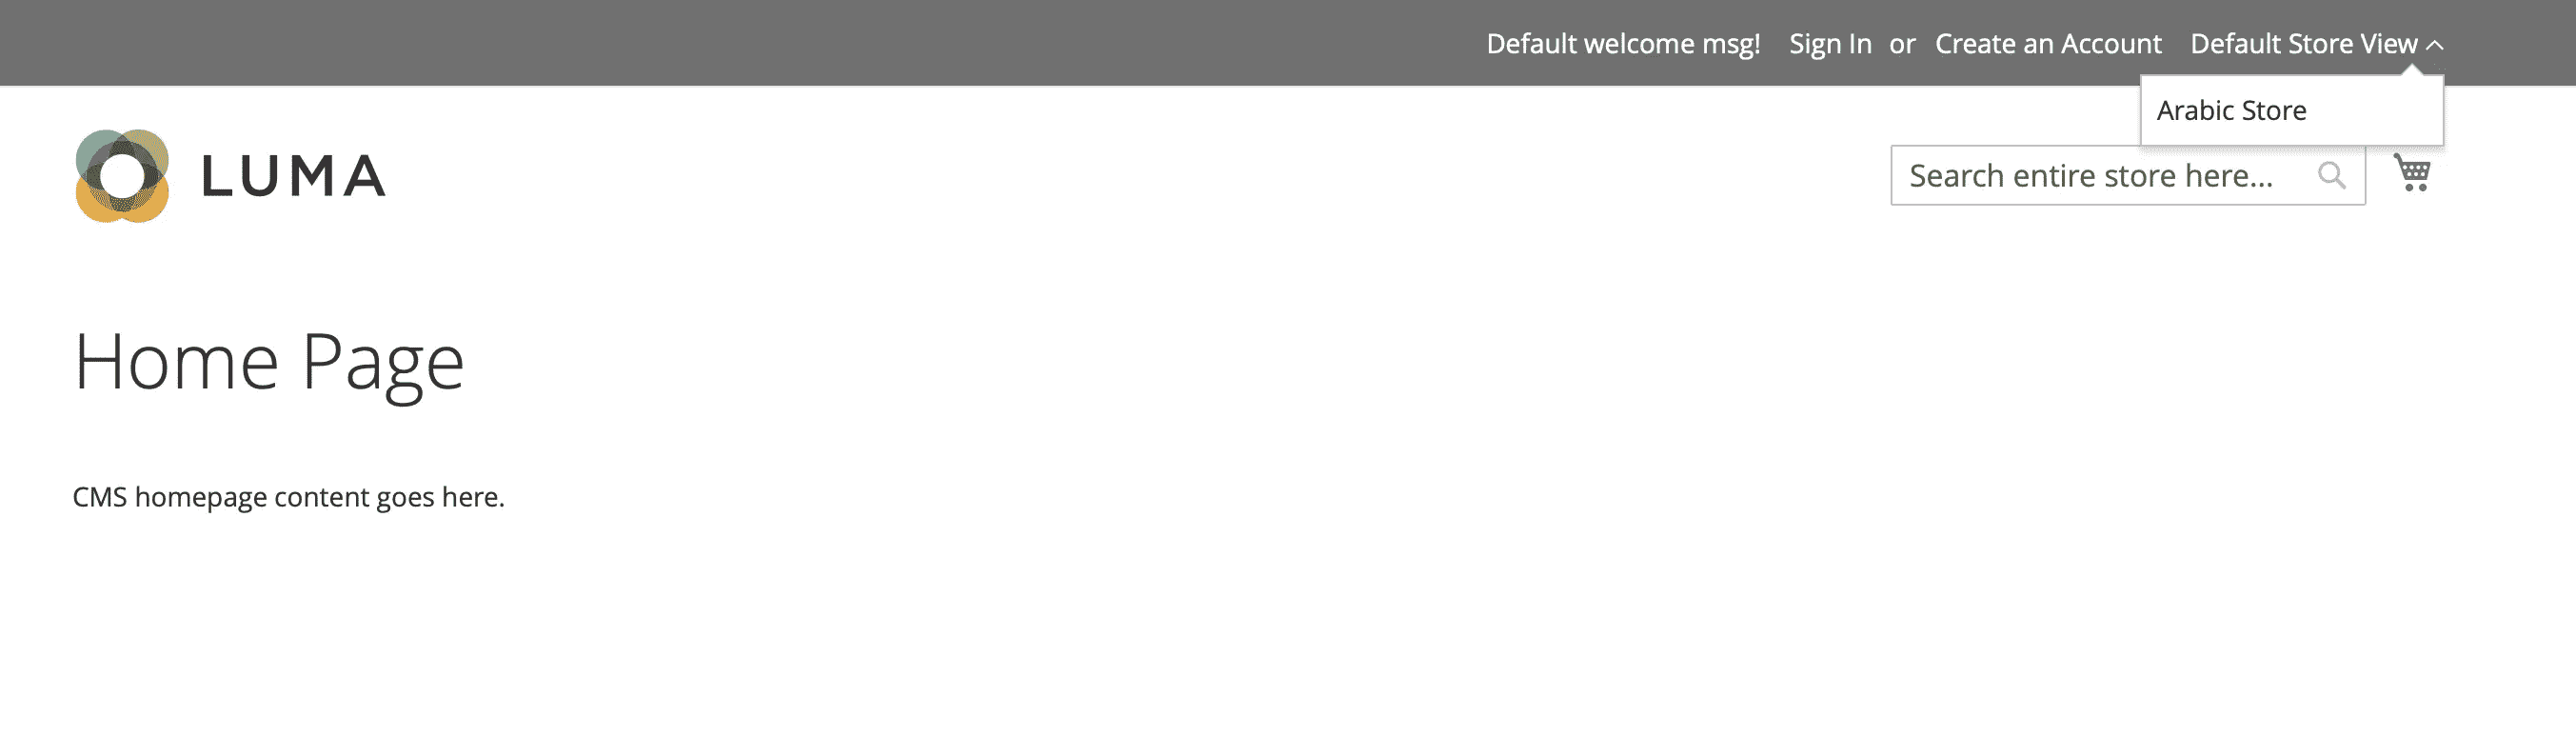 Default welcome msg! Sign In or Create an Account Default Store View
Arabic Store
LUMA
Search entire store here...
Home Page
CMS homepage content goes here.